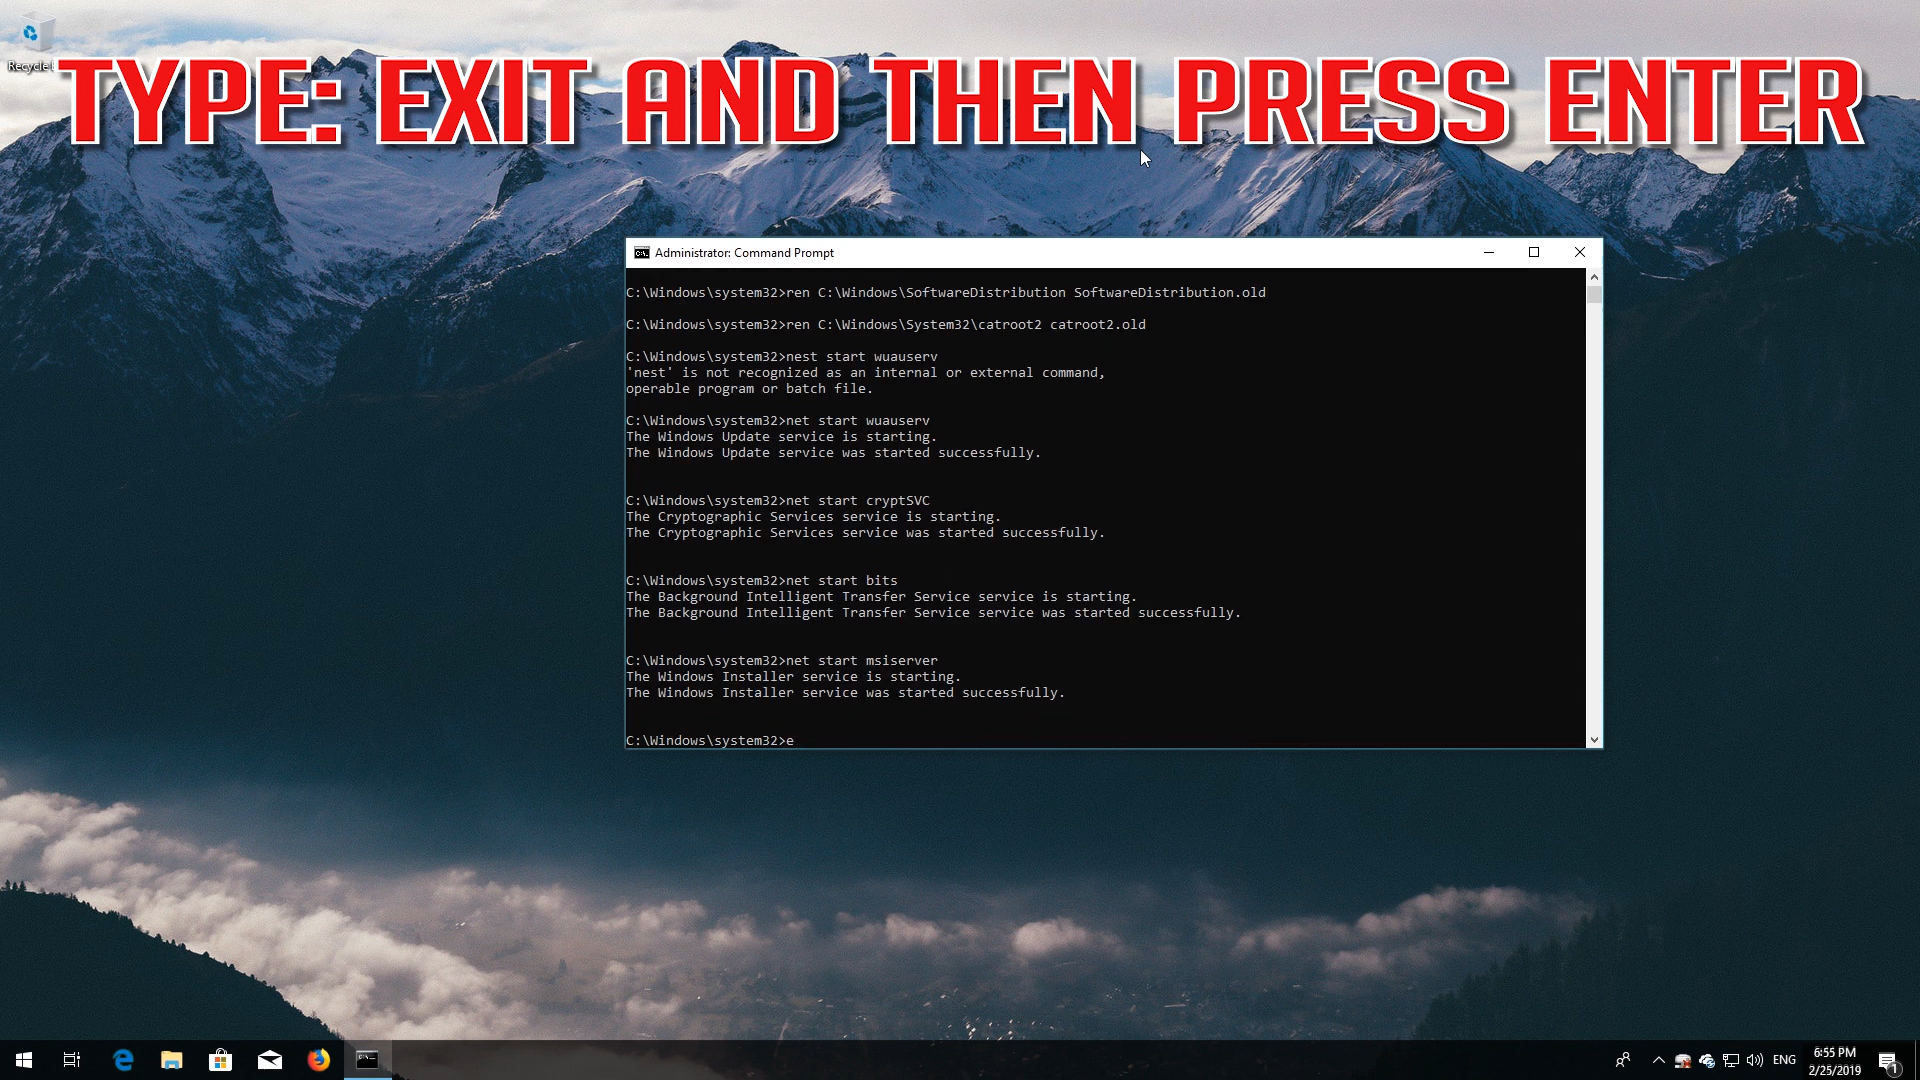 Recycle
TYPE: EXIT AND THEN PRESS ENTER
Administrator: Command Prompt
C:\Windows\system32>ren C:\Windows\SoftwareDistribution SoftwareDistribution.old
C:\Windows\system32>ren C:\Windows\System32\catroot2 catroot2.old
C:\Windows\system32>nest start wuauserv
'nest' is not recognized as an internal or external command,
operable program or batch file.
C:\Windows\system32>net start wuauserv
The Windows Update service is starting.
The Windows Update service was started successfully.
C:\Windows\system32>net start cryptSVC
The Cryptographic Services service is starting.
The Cryptographic Services service was started successfully.
C:\Windows\system32>net start bits
The Background Intelligent Transfer Service service is starting.
The Background Intelligent Transfer Service service was started successfully.
C:\Windows\system32>net start msiserver
The Windows Installer service is starting.
The Windows Installer service was started successfully.
C:\Windows\system32>e
ENG
6:55 PM
2/25/2019
1